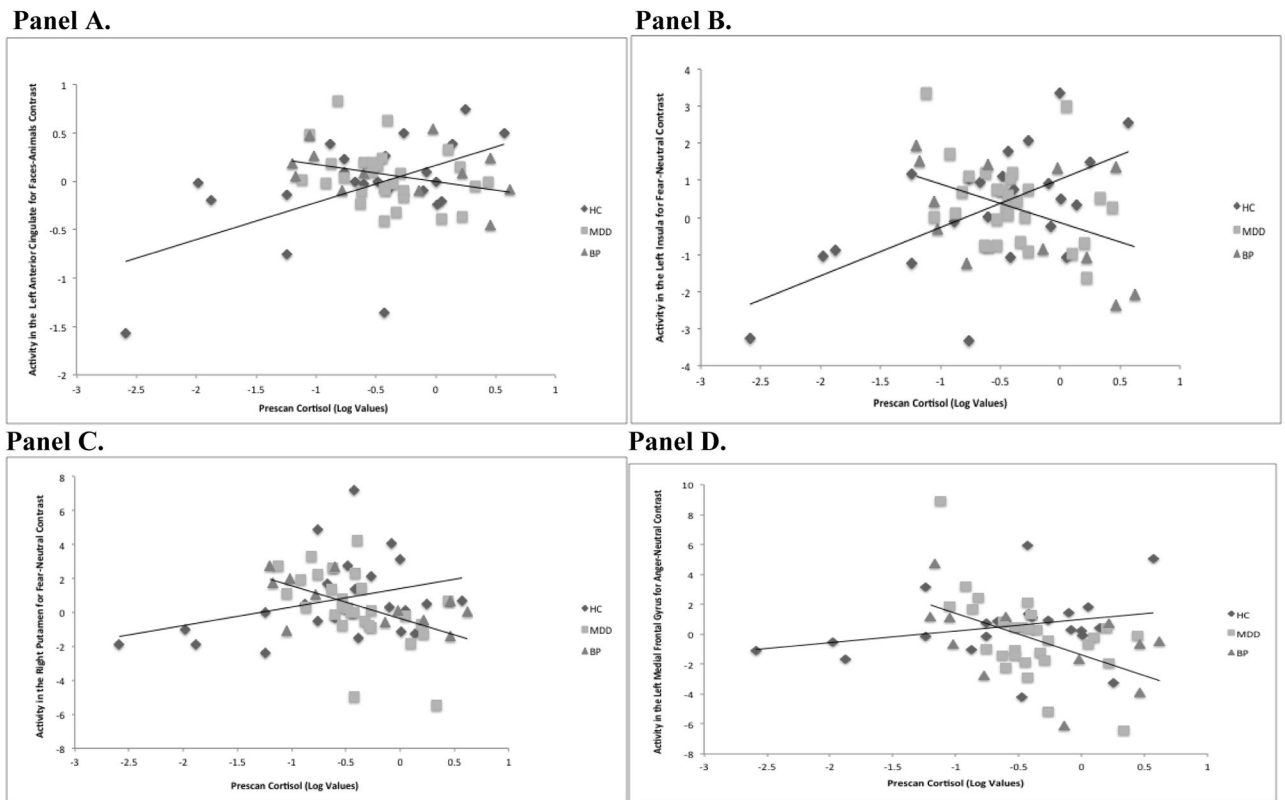 Panel A.
Activity in the Left Anterior Cingulate for Faces-Animals Contrast
1
0.5
0
-0.5
-1
-1.5
-2
-3
-2.5
-2
-1.5
-1
-0.5
0
0.5
1
Prescan Cortisol (Log Values)
HC
MDD
BP
Panel B.
Activity in the Left Insula for Fear-Neutral Contrast
4
3
2
1
0
-1
-2
-3
-4
-3
-2.5
-2
-1.5
-1
-0.5
0
0.5
1
Prescan Cortisol (Log Values)
HC
MDD
BP
Panel C.
Activity in the Right Putamen for Fear-Neutral Contrast
8
6
4
2
0
-2
-4
-6
-8
-3
-2.5
-2
-1.5
-1
-0.5
0
0.5
1
Prescan Cortisol (Log Values)
HC
MDD
BP
Panel D.
Activity in the Left Medial Frontal Gyrus for Anger-Neutral Contrast
10
8
6
4
2
0
-2
-4
-6
-8
-3
-2.5
-2
-1.5
-1
-0.5
0
0.5
1
Prescan Cortisol (Log Values)
HC
MDD
BP